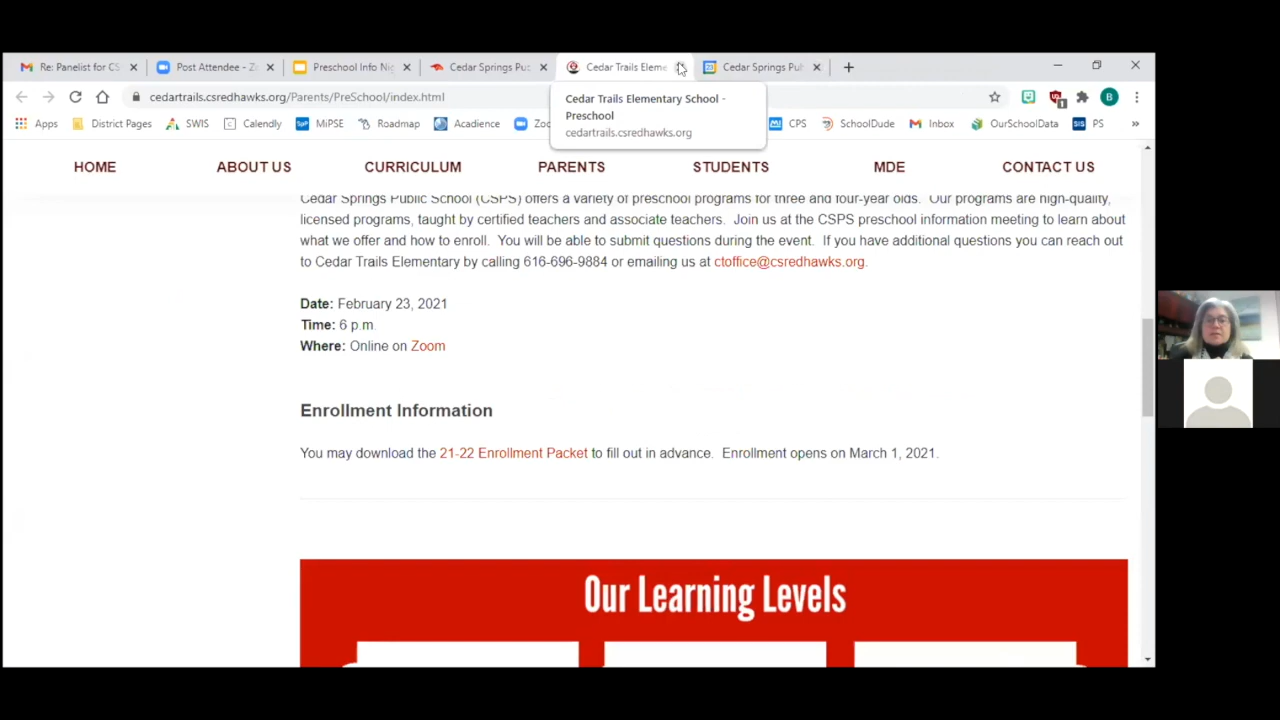 Re: Panelist for CS
Post Attendee - Zo
Preschool Info Nig
Cedar Springs Pub
Cedar Trails Eleme
Cedar Springs Pub
cedartrails.csredhawks.org/Parents/PreSchool/index.html
Cedar Trails Elementary School -
Preschool
cedartrails.csredhawks.org
Apps District Papers SWIS Calendly MiPSE Roadmap Acadience Zoo CPS SchoolDude Inbox OurSchoolData PS »
HOME ABOUT US CURRICULUM PARENTS STUDENTS MDE CONTACT US
Cedar Springs Public School (CSPS) offers a variety of preschool programs for three and four-year olds. Our programs are high-quality,
licensed programs, taught by certified teachers and associate teachers. Join us at the CSPS preschool information meeting to learn about
what we offer and how to enroll. You will be able to submit questions during the event. If you have additional questions you can reach out
to Cedar Trails Elementary by calling 616-696-9884 or emailing us at ctoffice@csredhawks.org.
Date: February 23, 2021
Time: 6 p.m.
Where: Online on Zoom
Enrollment Information
You may download the 21-22 Enrollment Packet to fill out in advance. Enrollment opens on March 1, 2021.
Our Learning Levels